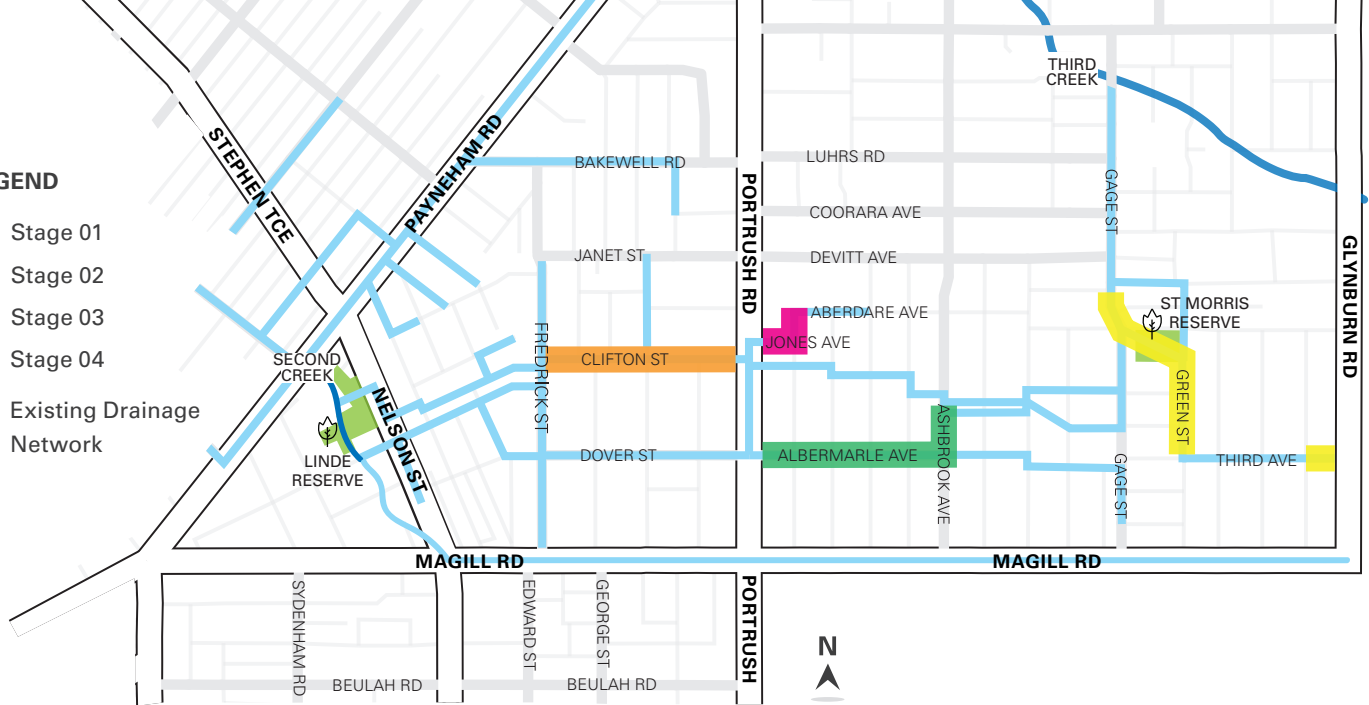 GEND
Stage 01
Stage 02
Stage 03
Stage 04
Existing Drainage
Network
STEPHEN TCE
PAYNEHAM RD
BAKEWELL RD
PORTRUSH RD
LUHRS RD
COORARA AVE
DEVITT AVE
JANET ST
THIRD
CREEK
GAGE ST
GLYNBURN RD
ABERDARE AVE
JONES AVE
ST MORRIS
RESERVE
SECOND
CREEK
FREDRICK ST
CLIFTON ST
NELSON ST
LINDE
RESERVE
DOVER ST
ALBERMARLE AVE
ASHBROOK AVE
GREEN ST
GAGE ST
THIRD AVE
MAGILL RD
MAGILL RD
SYDENHAM RD
EDWARD ST
GEORGE ST
PORTRUSH
BEULAH RD
BEULAH RD
N